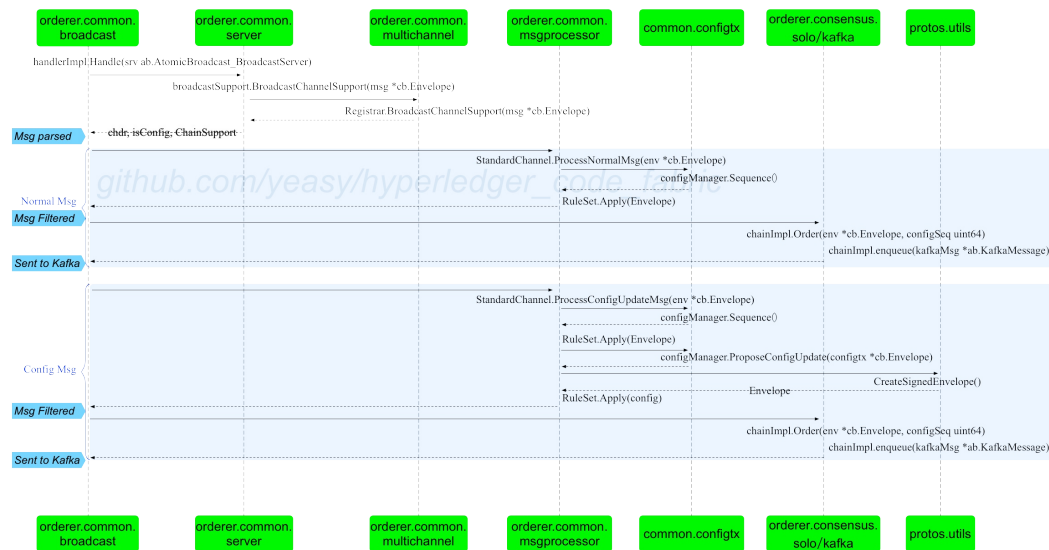 orderer.common.
broadcast
orderer.common.
server
orderer.common.
multichannel
orderer.common.
msgprocessor
common.configtx
orderer.consensus.
solo/kafka
protos.utils
handlerImpl.Handle(srv ab.AtomicBroadcast_BroadcastServer)
broadcastSupport.BroadcastChannelSupport(msg *cb.Envelope)
Registrar.BroadcastChannelSupport(msg *cb.Envelope)
Msg parsed
chdr, isConfig, ChainSupport
StandardChannel.ProcessNormalMsg(env *cb.Envelope)
github.com/yeasy/hyperledger_code_fabric
configManager.Sequence()
Normal Msg
RuleSet.Apply(Envelope)
Msg Filtered
chainImpl.Order(env *cb.Envelope, configSeq uint64)
chainImpl.enqueue(kafkaMsg *ab.KafkaMessage)
Sent to Kafka
StandardChannel.ProcessConfigUpdateMsg(env *cb.Envelope)
configManager.Sequence()
RuleSet.Apply(Envelope)
configManager.ProposeConfigUpdate(configtx *cb.Envelope)
Config Msg
CreateSignedEnvelope()
Envelope
RuleSet.Apply(config)
Msg Filtered
chainImpl.Order(env *cb.Envelope, configSeq uint64)
chainImpl.enqueue(kafkaMsg *ab.KafkaMessage)
Sent to Kafka
orderer.common.
broadcast
orderer.common.
server
orderer.common.
multichannel
orderer.common.
msgprocessor
common.configtx
orderer.consensus.
solo/kafka
protos.utils